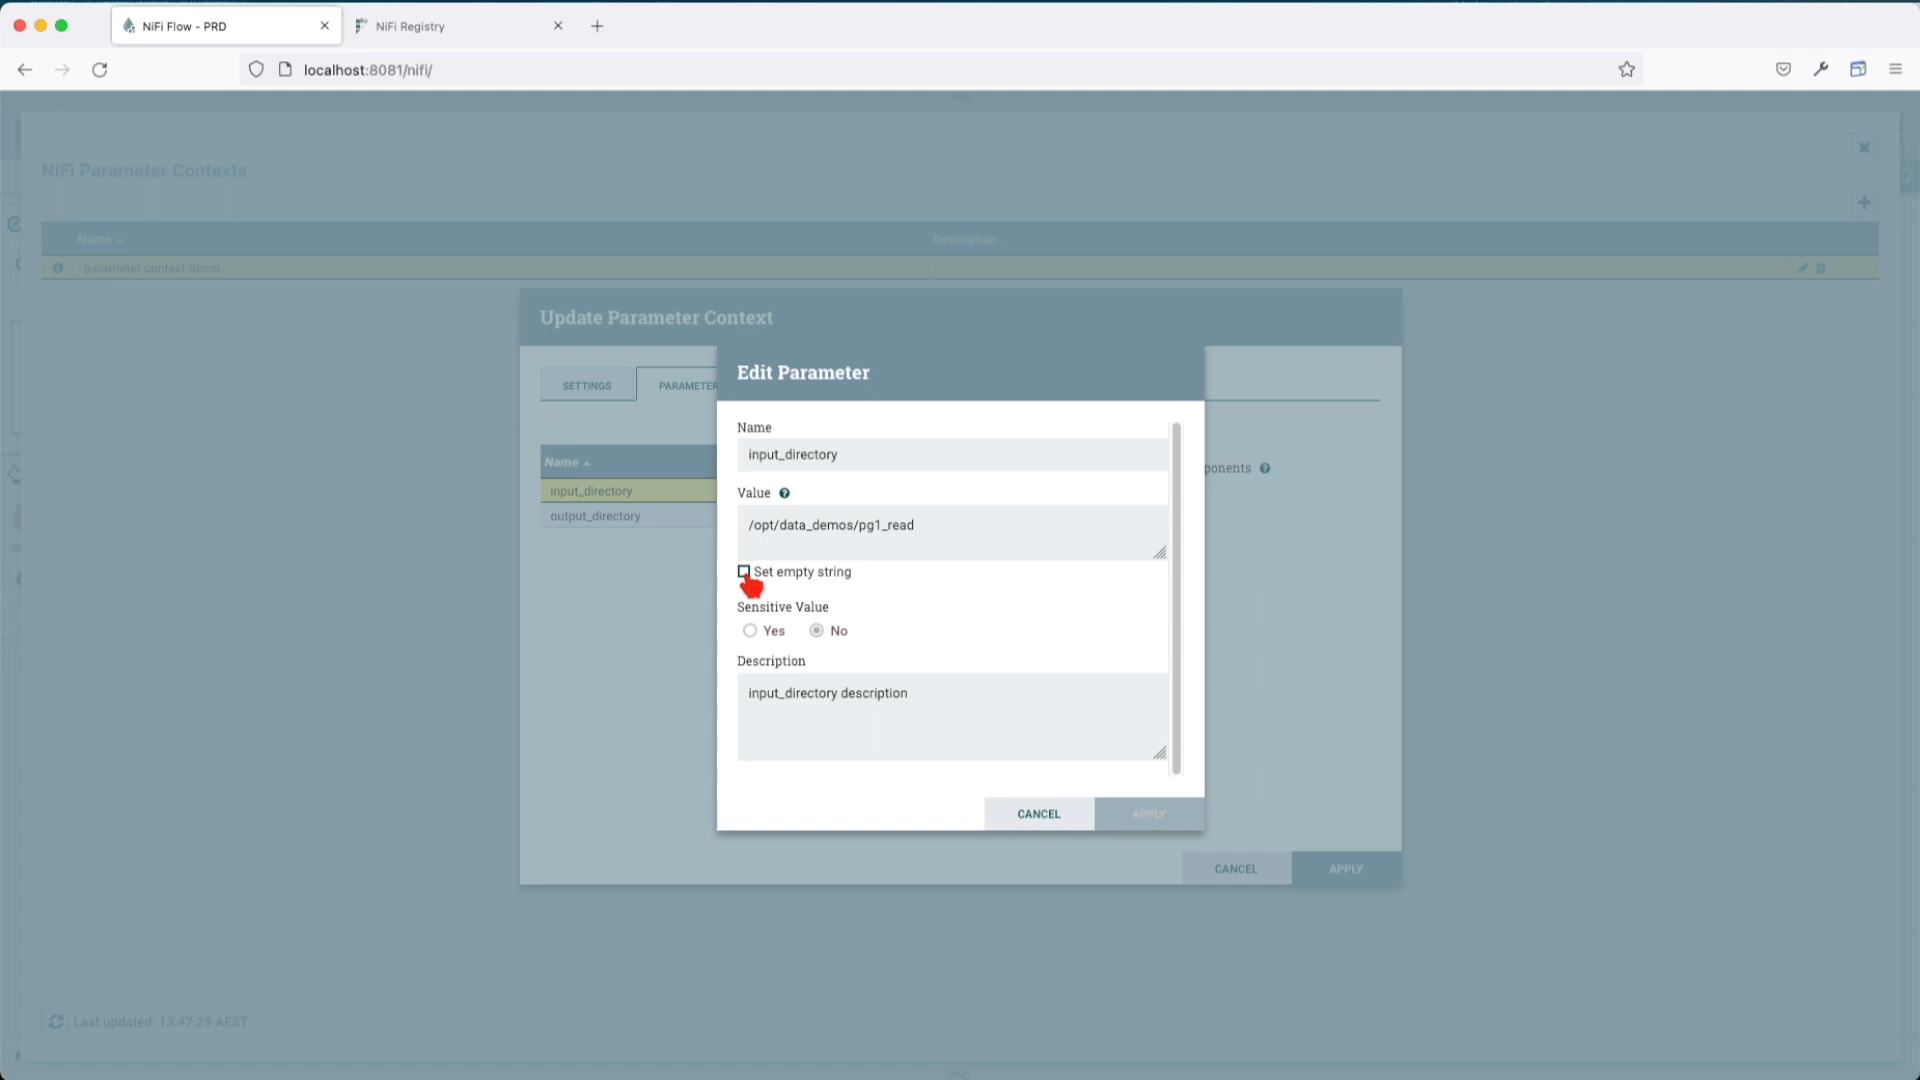 NiFi Flow - PRD
NiFi Registry
localhost:8081/nifi/
PRD
NiFi Parameter Contexts
Name
Description
parameter context demo
Update Parameter Context
SETTINGS
PARAMETER
Name
input_directory
output_directory
ponents
Edit Parameter
Name
input_directory
Value
/opt/data_demos/pg1_read
Set empty string
Sensitive Value
Yes
No
Description
input_directory description
CANCEL
APPLY
CANCEL
APPLY
Last updated: 13:47:29 AEST